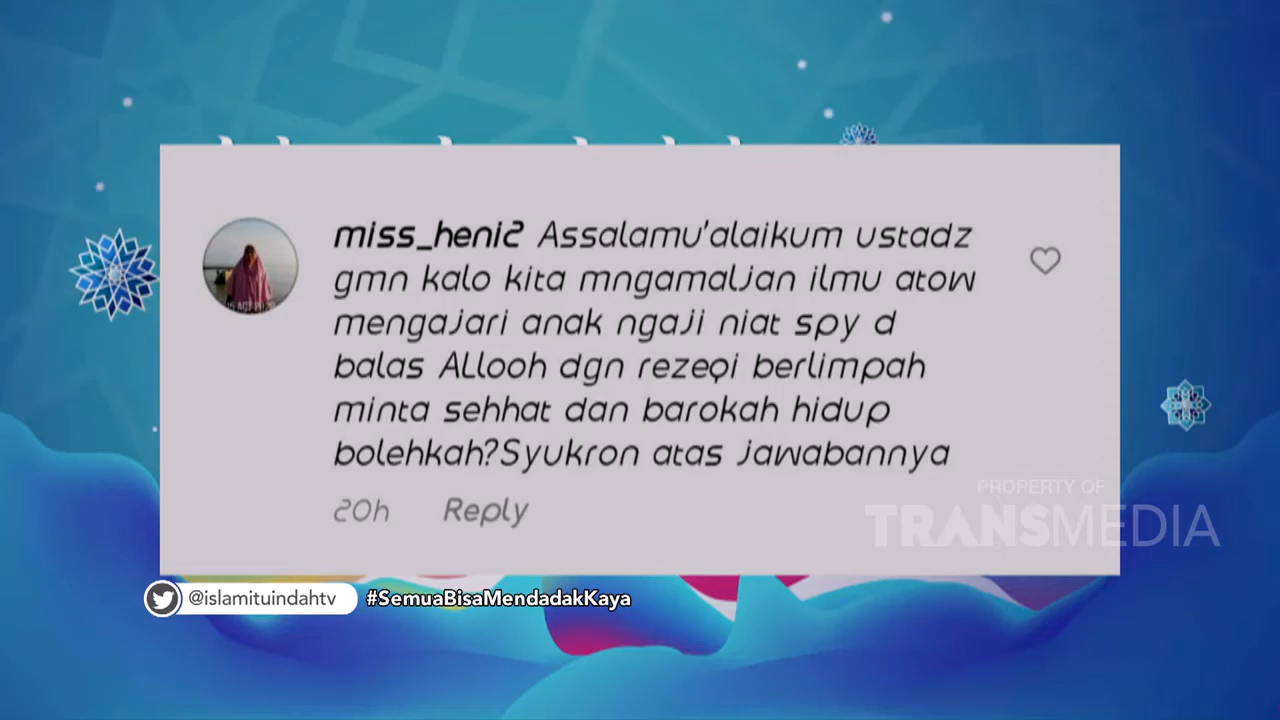 miss_heni2 Assalamu'alaikum ustadz
gmn kalo kita mngamalJan ilmu atow
mengajari anak ngaji niat spy d
balas ALLooh dgn rezeqi berlimpah
minta sehhat dan barokah hidup
bolehkah?Syukron atas jawabannya
20h Reply
PROPERTY OF
TRANSMEDIA
@islamituindahtv #SemuaBisaMendadakKaya